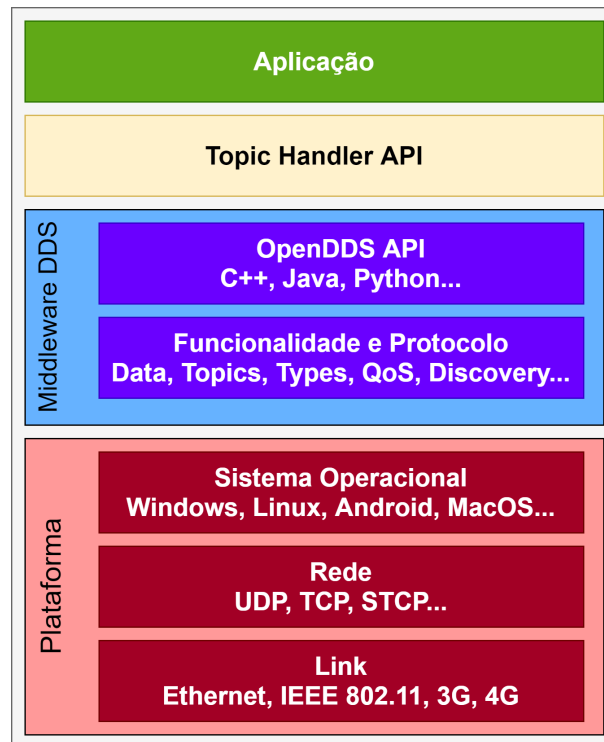 Aplicação
Topic Handler API
Middleware DDS
OpenDDS API
C++, Java, Python...
Funcionalidade e Protocolo
Data, Topics, Types, QoS, Discovery...
Plataforma
Sistema Operacional
Windows, Linux, Android, MacOS...
Rede
UDP, TCP, STCP...
Link
Ethernet, IEEE 802.11, 3G, 4G